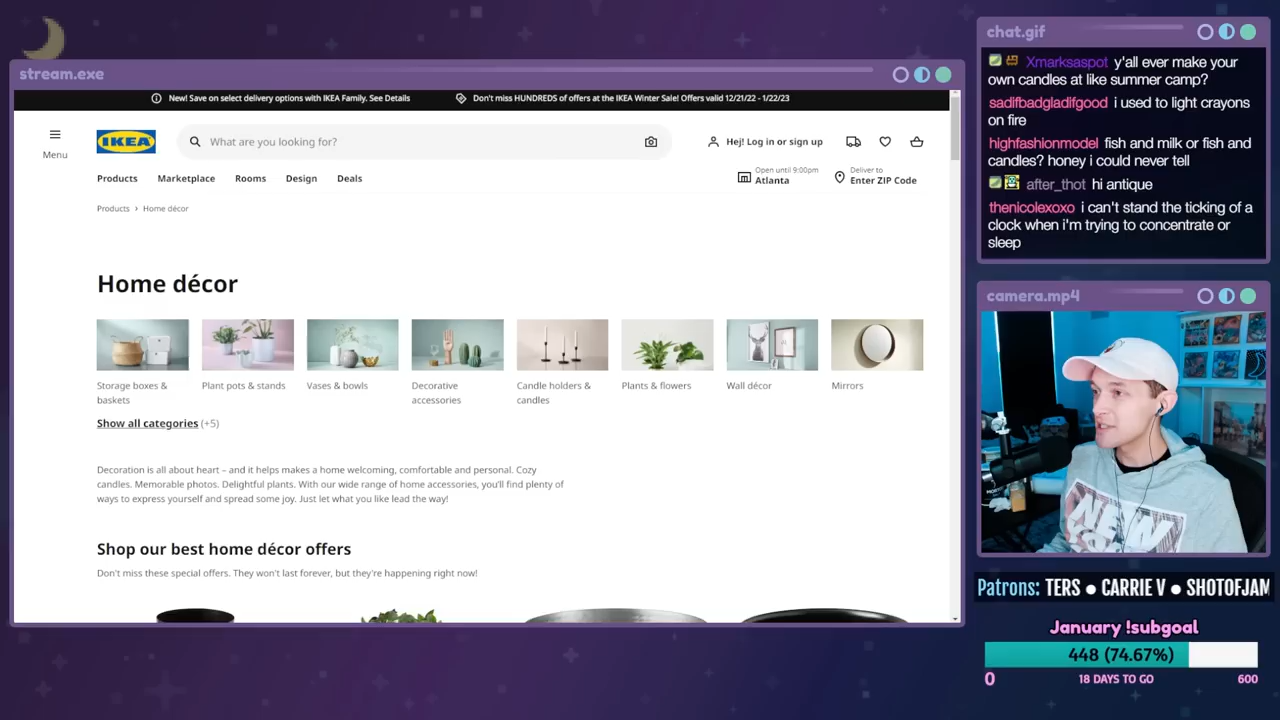 stream.exe
New! Save on select delivery options with IKEA Family. See Details
Don't miss HUNDREDS of offers at the IKEA Winter Sale! Offers valid 12/21/22 - 1/22/23
Menu
IKEA
What are you looking for?
Hej! Log in or sign up
Products Marketplace Rooms Design Deals
Open until 9:00pm
Atlanta
Deliver to
Enter ZIP Code
Products › Home décor
Home décor
Storage boxes &
baskets
Plant pots & stands
Vases & bowls
Decorative
accessories
Candle holders &
candles
Plants & flowers
Wall décor
Mirrors
Show all categories (+5)
Decoration is all about heart – and it helps makes a home welcoming, comfortable and personal. Cozy
candles. Memorable photos. Delightful plants. With our wide range of home accessories, you'll find plenty of
ways to express yourself and spread some joy. Just let what you like lead the way!
Shop our best home décor offers
Don't miss these special offers. They won't last forever, but they're happening right now!
chat.gif
Xmarksaspot y'all ever make your
own candles at like summer camp?
sadifbadgladifgood i used to light crayons
on fire
highfashionmodel fish and milk or fish and
candles? honey i could never tell
after_thot hi antique
thenicolexoxo i can't stand the ticking of a
clock when i'm trying to concentrate or
sleep
camera.mp4
NEW
Patrons: TERS ● CARRIE V ● SHOTOFJAM
January !subgoal
448 (74.67%)
0 18 DAYS TO GO 600